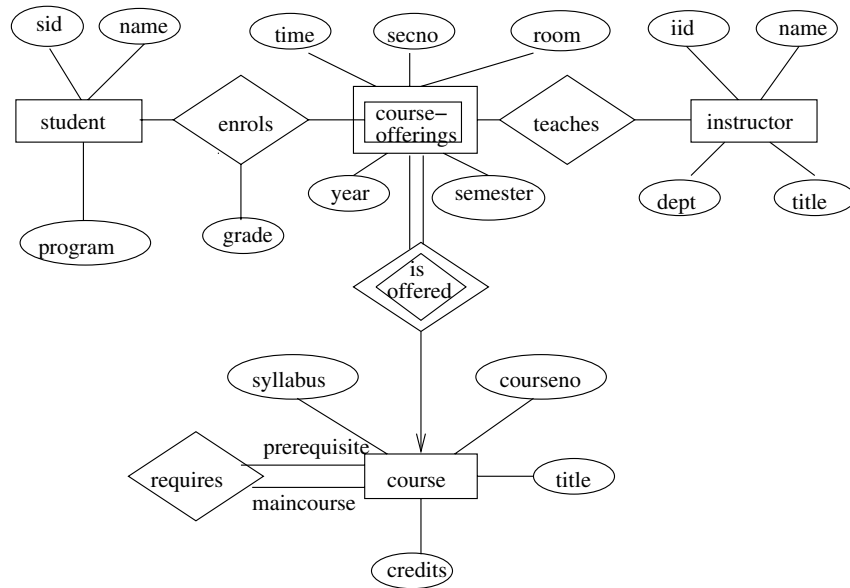 sid
name
time
secno
room
iid
name
student
enrols
course-
offerings
teaches
instructor
year
semester
dept
title
program
grade
is
offered
syllabus
courseno
prerequisite
requires
course
title
maincourse
credits